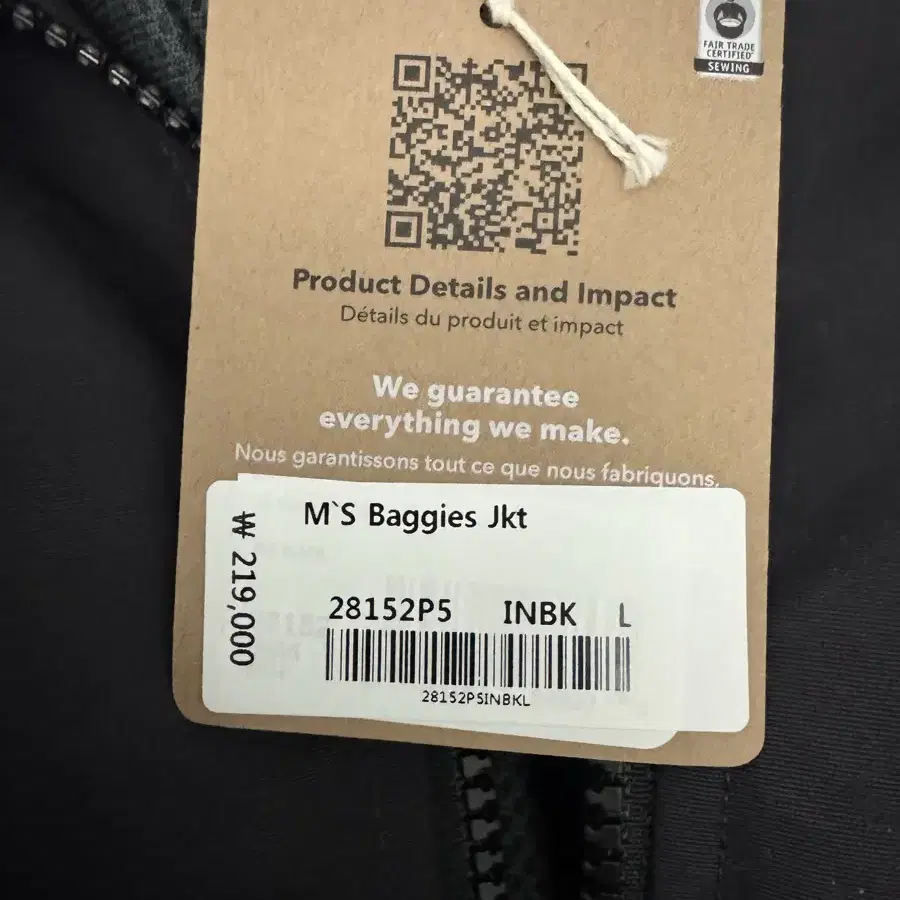 FAIR TRADE
CERTIFIED
SEWING
Product Details and Impact
Détails du produit et impact
We guarantee
everything we make.
Nous garantissons tout ce que nous fabriquons.
M`S Baggies Jkt
₩ 219,000
28152P5 INBK L
28152P5INBKL